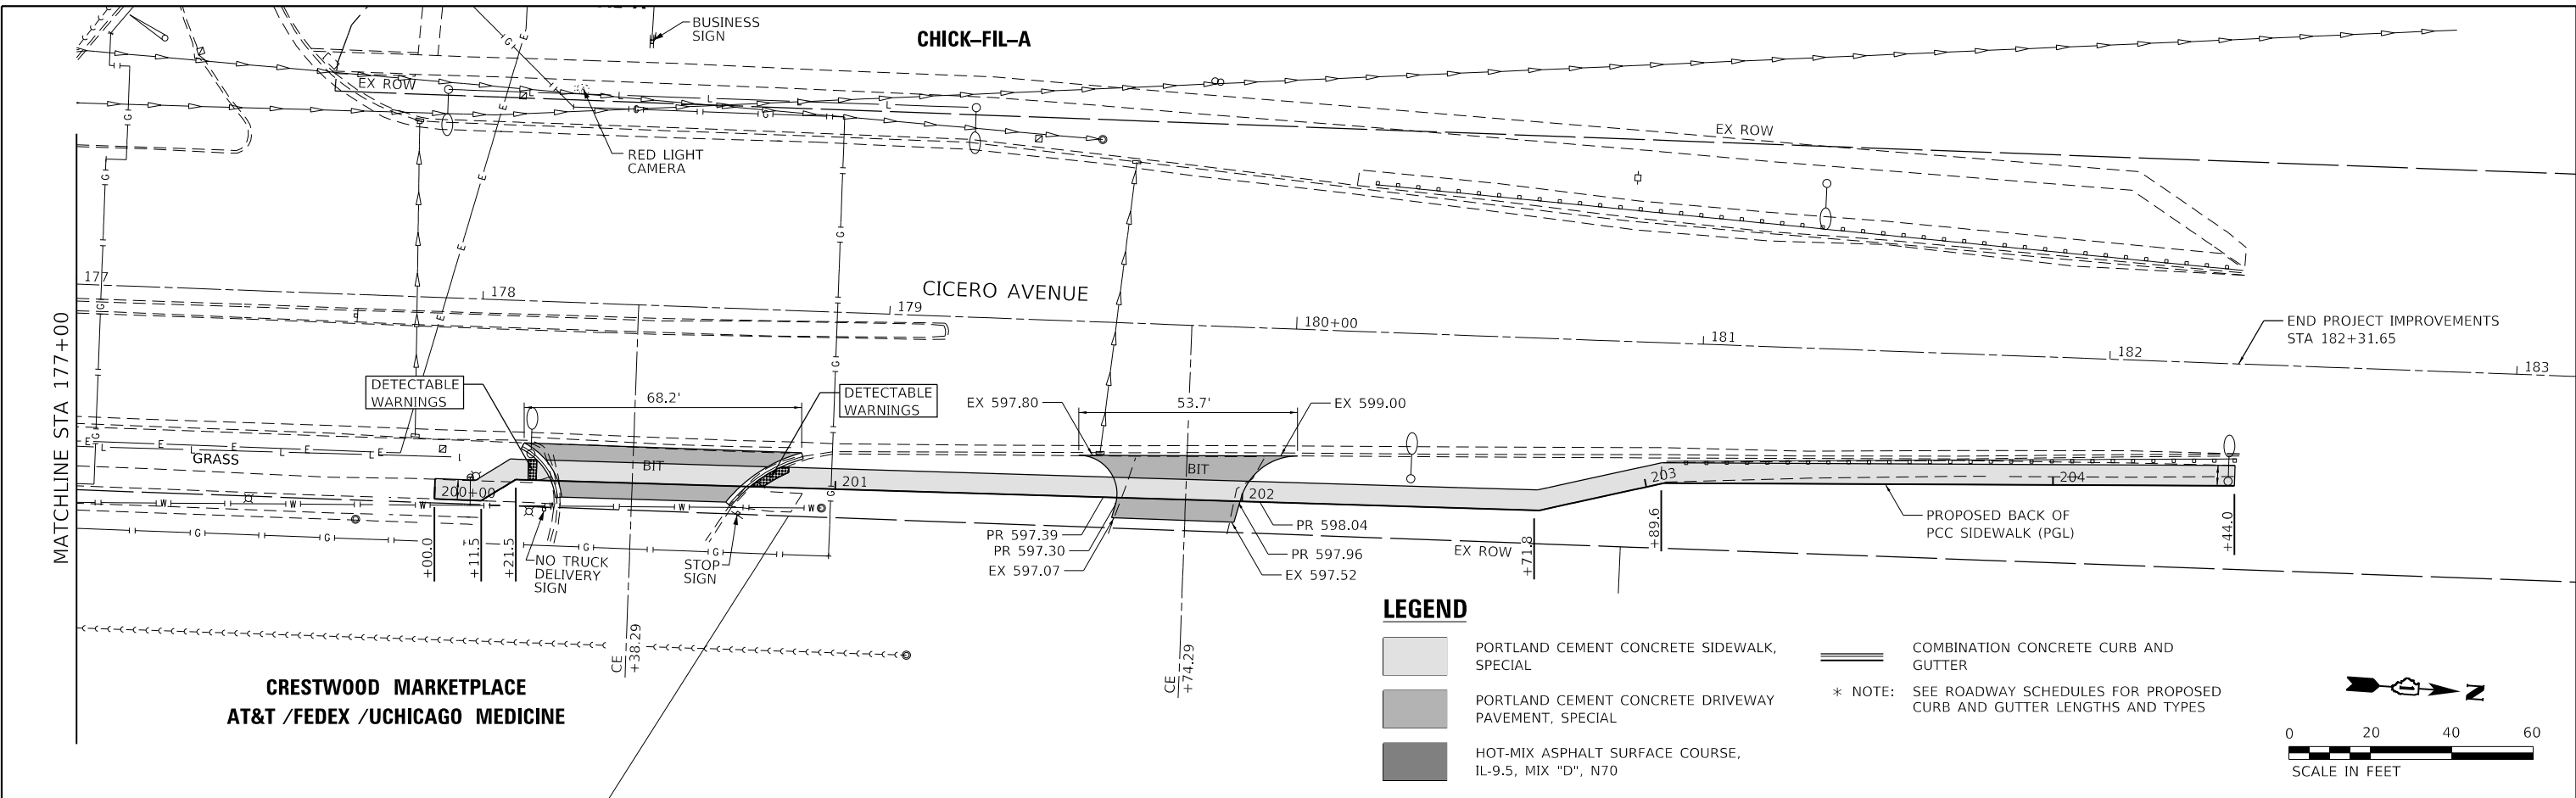 BUSINESS
SIGN
CHICK–FIL–A
EX ROW
RED LIGHT
CAMERA
EX ROW
MATCHLINE STA 177+00
177
178
CICERO AVENUE
179
180+00
181
182
183
END PROJECT IMPROVEMENTS
STA 182+31.65
DETECTABLE
WARNINGS
68.2'
DETECTABLE
WARNINGS
EX 597.80
53.7'
EX 599.00
GRASS
BIT
BIT
200+00
201
202
203
204
+00.0
+11.5
+21.5
NO TRUCK
DELIVERY
SIGN
STOP
SIGN
PR 597.39
PR 597.30
EX 597.07
PR 598.04
PR 597.96
EX 597.52
EX ROW
+71.8
+89.6
PROPOSED BACK OF
PCC SIDEWALK (PGL)
+44.0
CE
+38.29
CE
+74.29
CRESTWOOD MARKETPLACE
AT&T /FEDEX /UCHICAGO MEDICINE
LEGEND
PORTLAND CEMENT CONCRETE SIDEWALK,
SPECIAL
PORTLAND CEMENT CONCRETE DRIVEWAY
PAVEMENT, SPECIAL
HOT-MIX ASPHALT SURFACE COURSE,
IL-9.5, MIX "D", N70
COMBINATION CONCRETE CURB AND
GUTTER
* NOTE: SEE ROADWAY SCHEDULES FOR PROPOSED
CURB AND GUTTER LENGTHS AND TYPES
N
0 20 40 60
SCALE IN FEET